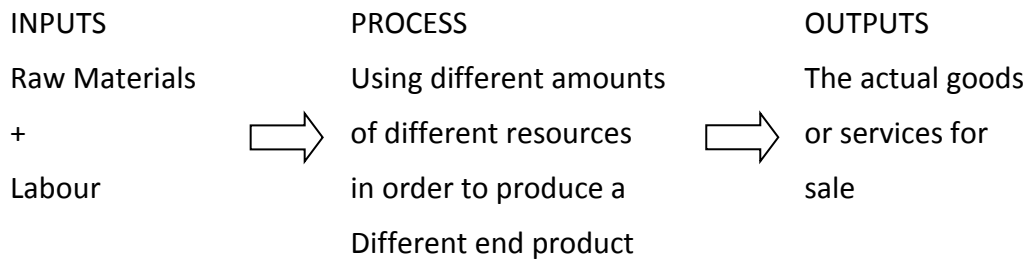 INPUTS
Raw Materials
+
Labour
PROCESS
Using different amounts
of different resources
in order to produce a
Different end product
OUTPUTS
The actual goods
or services for
sale